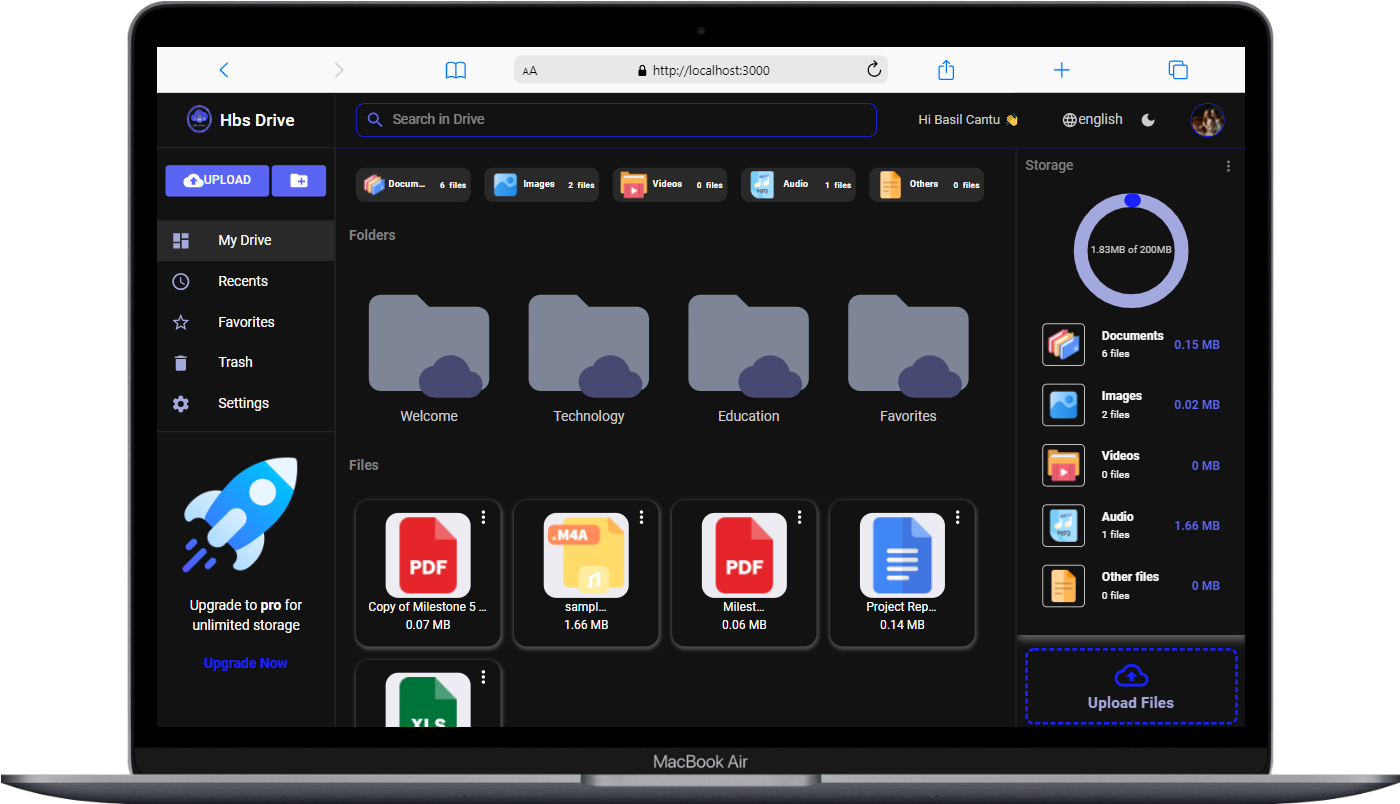 AA
http://localhost:3000
Hbs Drive
Search in Drive
Hi Basil Cantu 👋
english
UPLOAD
Docum... 6 files
Images 2 files
Videos 0 files
Audio 1 files
Others 0 files
Storage
My Drive
Recents
Favorites
Trash
Settings
Upgrade to pro for
unlimited storage
Upgrade Now
Folders
Welcome
Technology
Education
Favorites
Files
PDF
Copy of Milestone 5 ...
0.07 MB
.M4A
sampl...
1.66 MB
PDF
Milest...
0.06 MB
Project Rep...
0.14 MB
XLS
1.83MB of 200MB
Documents
6 files
0.15 MB
Images
2 files
0.02 MB
Videos
0 files
0 MB
MP3
Audio
1 files
1.66 MB
Other files
0 files
0 MB
Upload Files
MacBook Air